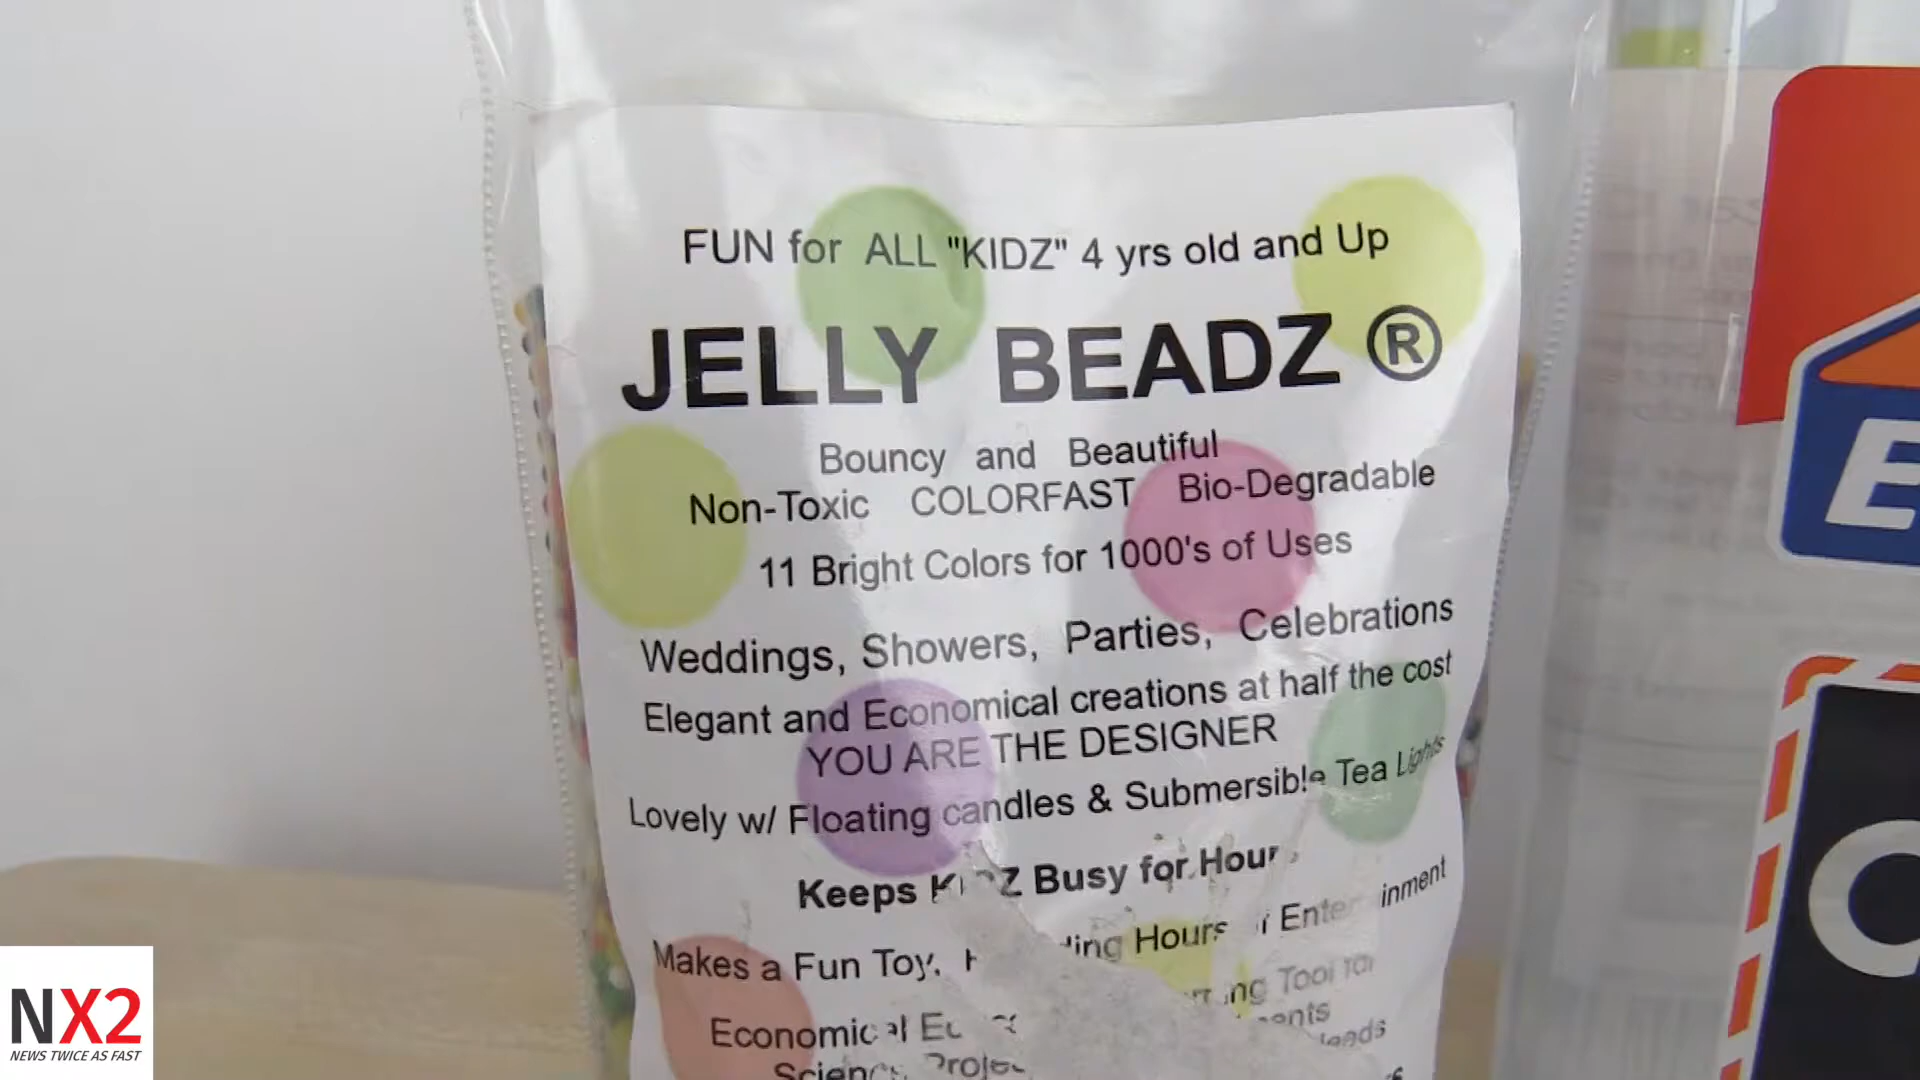 FUN for ALL "KIDZ" 4 yrs old and Up
JELLY BEADZ ®
Bouncy and Beautiful
Non-Toxic COLORFAST Bio-Degradable
11 Bright Colors for 1000's of Uses
Weddings, Showers, Parties, Celebrations
Elegant and Economical creations at half the cost
YOU ARE THE DESIGNER
Lovely w/ Floating candles & Submersible Tea Lights
Keeps Busy for
Makes a Fun Toy, Hours
Tool for
NX2
NEWS TWICE AS FAST